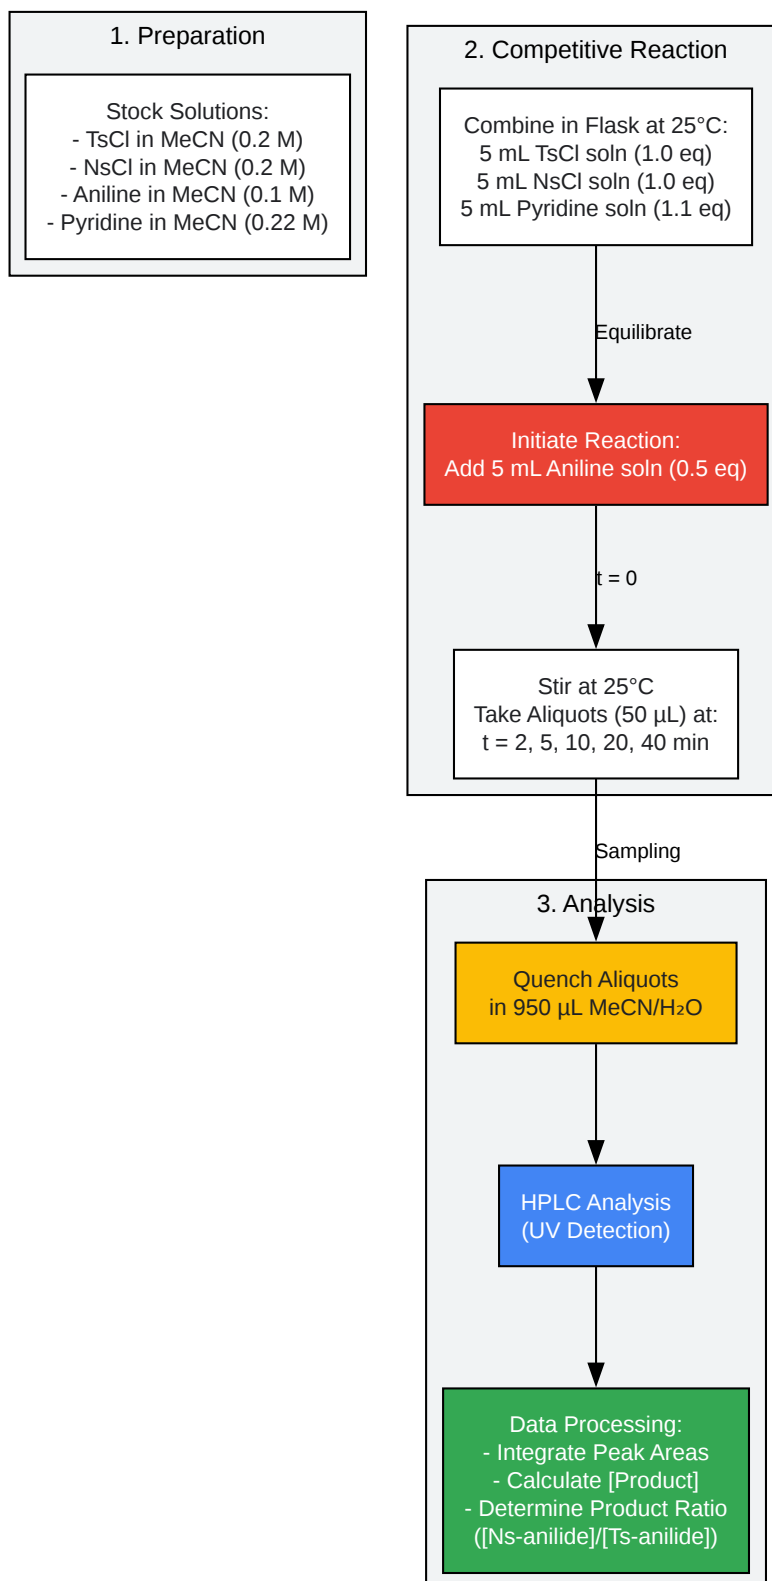 1. Preparation
Stock Solutions:
- TsCl in MeCN (0.2 M)
- NsCl in MeCN (0.2 M)
- Aniline in MeCN (0.1 M)
- Pyridine in MeCN (0.22 M)
2. Competitive Reaction
Combine in Flask at 25°C:
5 mL TsCl soln (1.0 eq)
5 mL NsCl soln (1.0 eq)
5 mL Pyridine soln (1.1 eq)
Equilibrate
Initiate Reaction:
Add 5 mL Aniline soln (0.5 eq)
t = 0
Stir at 25°C
Take Aliquots (50 µL) at:
t = 2, 5, 10, 20, 40 min
Sampling
3. Analysis
Quench Aliquots
in 950 µL MeCN/H₂O
HPLC Analysis
(UV Detection)
Data Processing:
- Integrate Peak Areas
- Calculate [Product]
- Determine Product Ratio
([Ns-anilide]/[Ts-anilide])